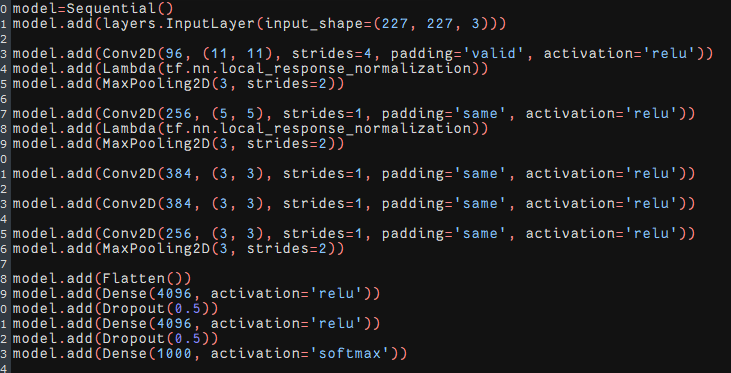 0 model=Sequential()
1 model.add(layers.InputLayer(input_shape=(227, 227, 3)))
2
3 model.add(Conv2D(96, (11, 11), strides=4, padding='valid', activation='relu'))
4 model.add(Lambda(tf.nn.local_response_normalization))
5 model.add(MaxPooling2D(3, strides=2))
6
7 model.add(Conv2D(256, (5, 5), strides=1, padding='same', activation='relu'))
8 model.add(Lambda(tf.nn.local_response_normalization))
9 model.add(MaxPooling2D(3, strides=2))
0
1 model.add(Conv2D(384, (3, 3), strides=1, padding='same', activation='relu'))
2
3 model.add(Conv2D(384, (3, 3), strides=1, padding='same', activation='relu'))
4
5 model.add(Conv2D(256, (3, 3), strides=1, padding='same', activation='relu'))
6 model.add(MaxPooling2D(3, strides=2))
7
8 model.add(Flatten())
9 model.add(Dense(4096, activation='relu'))
0 model.add(Dropout(0.5))
1 model.add(Dense(4096, activation='relu'))
2 model.add(Dropout(0.5))
3 model.add(Dense(1000, activation='softmax'))
4